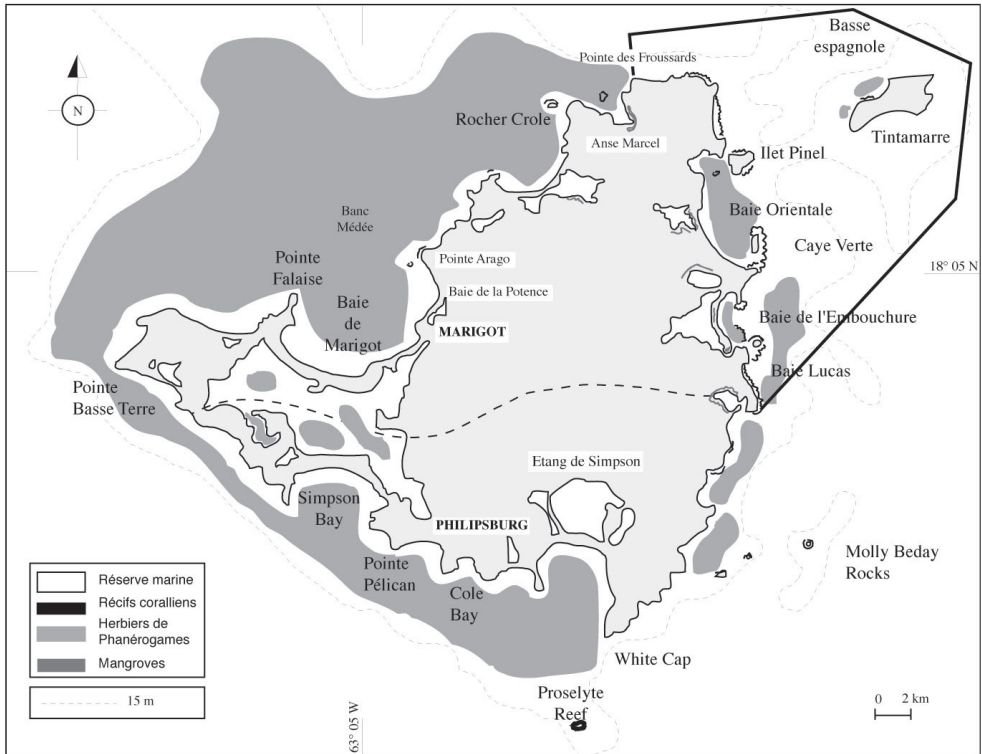 Basse
espagnole
Pointe des Froussards
N
Rocher Crole
Anse Marcel
Tintamarre
Ilet Pinel
Banc
Médée
Baie Orientale
Caye Verte
Pointe Arago
Pointe
Falaise
18° 05 N
Baie de la Potence
Baie
de
Marigot
MARIGOT
Baie de l'Embouchure
Baie Lucas
Pointe
Basse Terre
Etang de Simpson
Simpson
Bay
PHILIPSBURG
Pointe
Pélican
Cole
Bay
Molly Beday
Rocks
White Cap
Proselyte
Reef
63° 05 W
Réserve marine
Récifs coralliens
Herbiers de
Phanérogames
Mangroves
15 m
0 2 km